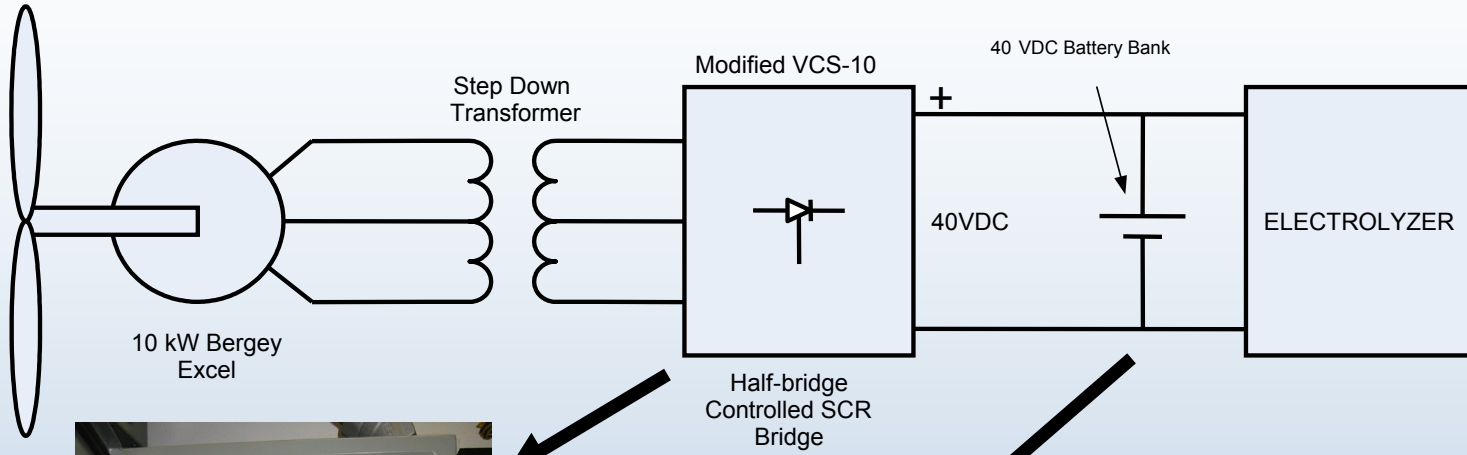 40 VDC Battery Bank
Modified VCS-10
Step Down
Transformer
+
40VDC
ELECTROLYZER
10 kW Bergey
Excel
Half-bridge
Controlled SCR
Bridge